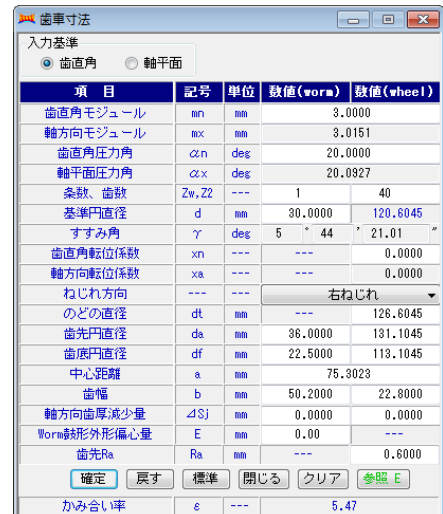 歯車寸法
入力基準
歯直角 軸平面
項 目 記号 単位 数値(worm) 数値(wheel)
歯直角モジュール mn mm 3.0000
軸方向モジュール mx mm 3.0151
歯直角圧力角 αn deg 20.0000
軸平面圧力角 αx deg 20.0927
条数、歯数 Zw,Z2 --- 1 40
基準円直径 d mm 30.0000 120.6045
すすみ角 γ deg 5 ° 44 ' 21.01 "
歯直角転位係数 xn --- --- 0.0000
軸方向転位係数 xa --- --- 0.0000
ねじれ方向 --- --- 右ねじれ
のどの直径 dt mm --- 126.6045
歯先円直径 da mm 36.0000 131.1045
歯底円直径 df mm 22.5000 113.1045
中心距離 a mm 75.3023
歯幅 b mm 50.2000 22.8000
軸方向歯厚減少量 ⊿Sj mm 0.0000 0.0000
Worm鼓形外形偏心量 E mm 0.00 ---
歯先Ra Ra mm --- 0.6000
確定 戻す 標準 閉じる クリア 参照 E
かみ合い率 ε --- 5.47